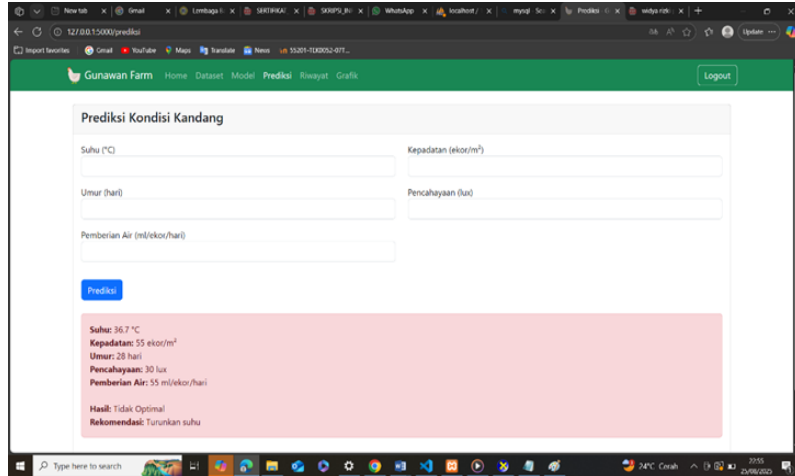 New tab
Gmail
SERTIFIKAT
WhatsApp
localhost /
Prediksi
127.0.0.1:5000/prediksi
Update
Import favorites
Gmail
YouTube
Maps
Translate
News
Gunawan Farm
Home
Dataset
Model
Prediksi
Riwayat
Grafik
Logout
Prediksi Kondisi Kandang
Suhu (°C)
Kepadatan (ekor/m²)
Umur (hari)
Pencahayaan (lux)
Pemberian Air (ml/ekor/hari)
Prediksi
Suhu: 36.7 °C
Kepadatan: 55 ekor/m²
Umur: 28 hari
Pencahayaan: 30 lux
Pemberian Air: 55 ml/ekor/hari
Hasil: Tidak Optimal
Rekomendasi: Turunkan suhu
Type here to search
24°C Cerah
22:55
25/08/2025